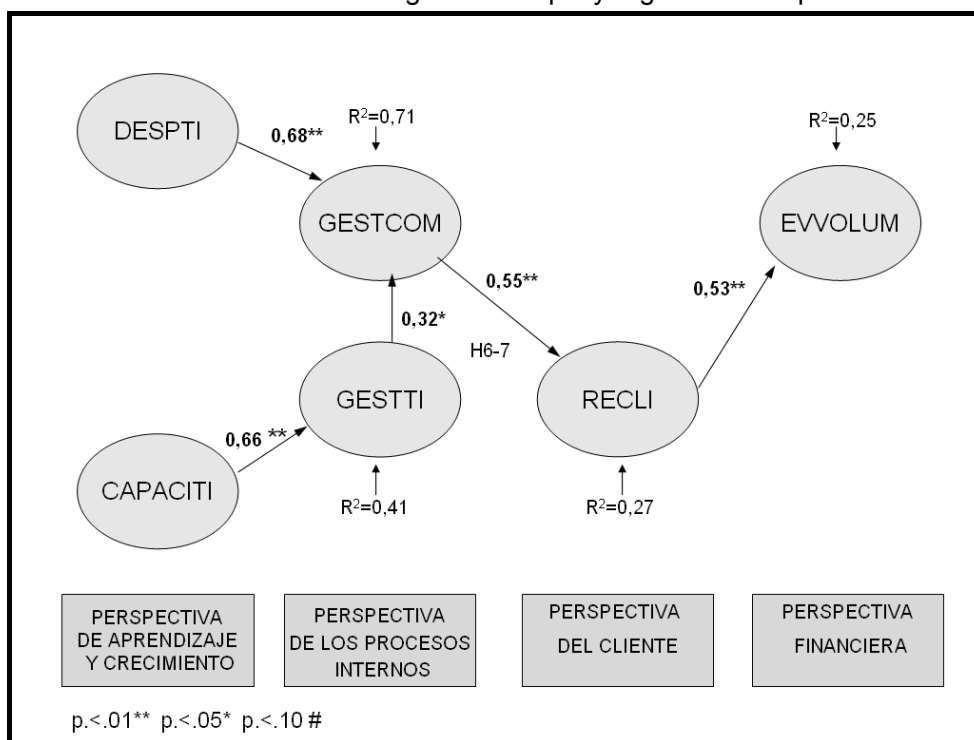 DESPTI
0,68**
R²=0,71
GESTCOM
R²=0,25
EVVOLUM
0,55**
0,53**
0,32*
H6-7
GESTTI
RECLI
0,66 **
CAPACITI
R²=0,41
R²=0,27
PERSPECTIVA
DE APRENDIZAJE
Y CRECIMIENTO
PERSPECTIVA
DE LOS PROCESOS
INTERNOS
PERSPECTIVA
DEL CLIENTE
PERSPECTIVA
FINANCIERA
p.<.01** p.<.05* p.<.10 #